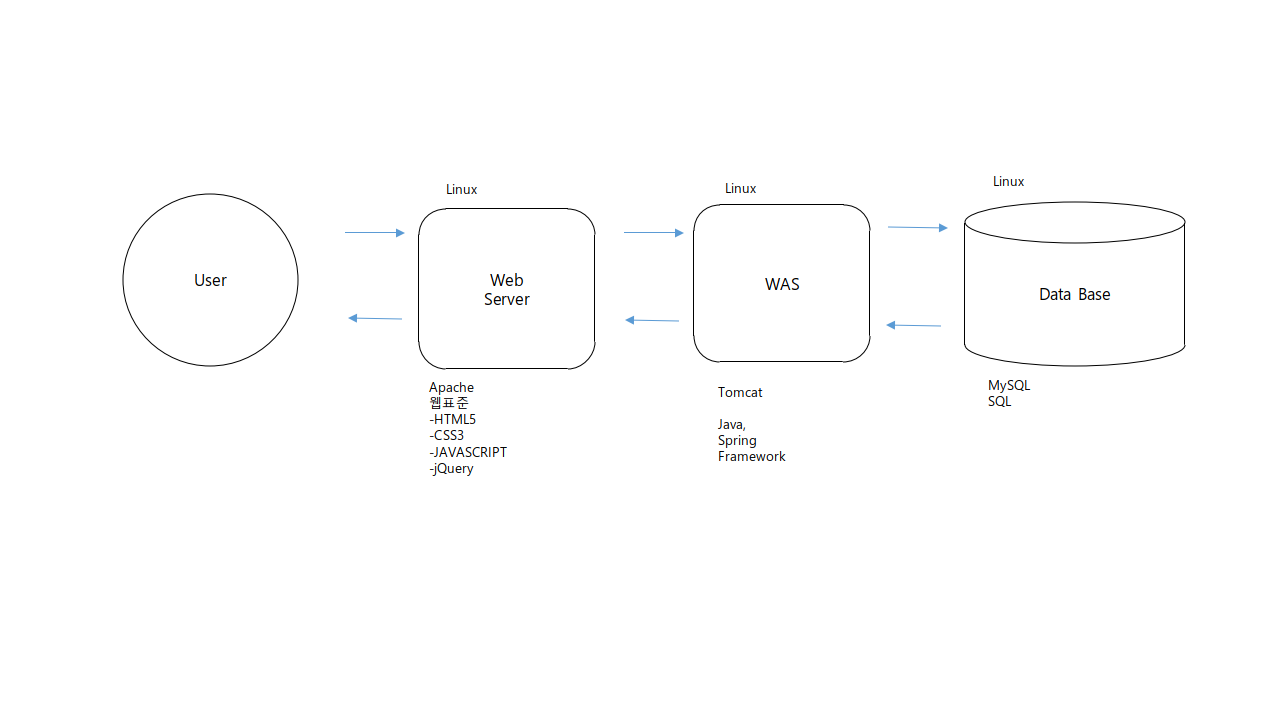 Linux
Linux
Linux
User
Web
Server
WAS
Data Base
Apache
웹표준
-HTML5
-CSS3
-JAVASCRIPT
-jQuery
Tomcat
Java,
Spring
Framework
MySQL
SQL